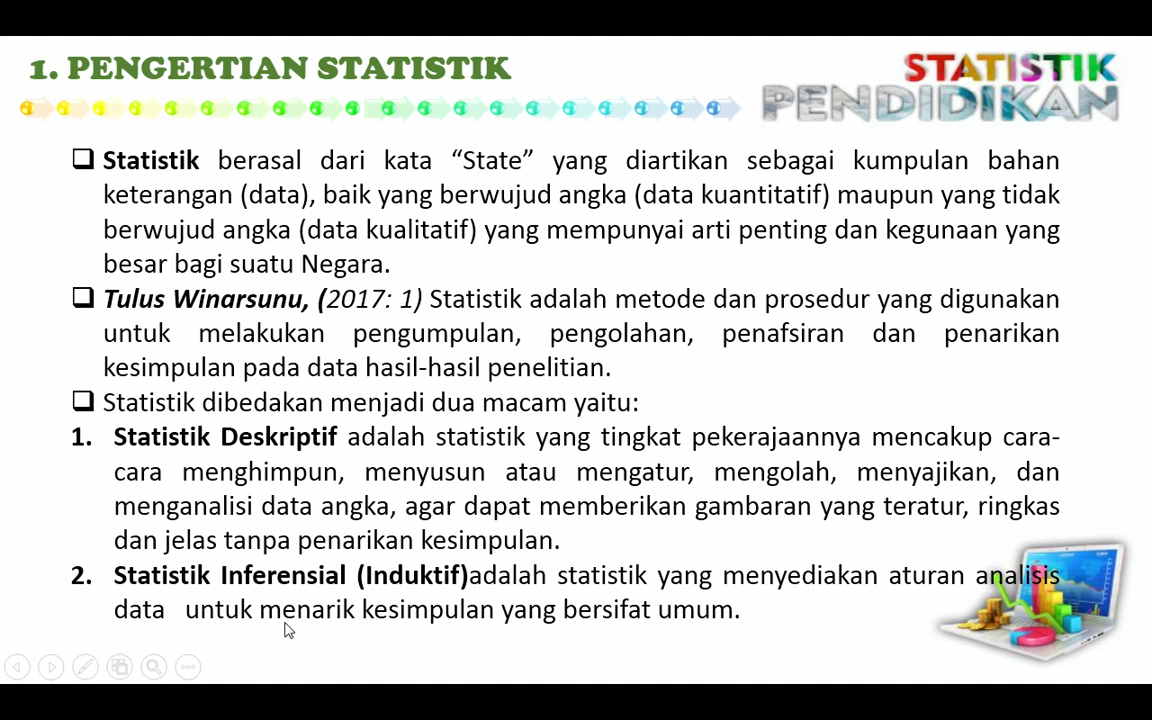 1. PENGERTIAN STATISTIK
STATISTIK
PENDIDIKAN
Statistik berasal dari kata “State” yang diartikan sebagai kumpulan bahan
keterangan (data), baik yang berwujud angka (data kuantitatif) maupun yang tidak
berwujud angka (data kualitatif) yang mempunyai arti penting dan kegunaan yang
besar bagi suatu Negara.
Tulus Winarsunu, (2017: 1) Statistik adalah metode dan prosedur yang digunakan
untuk melakukan pengumpulan, pengolahan, penafsiran dan penarikan
kesimpulan pada data hasil-hasil penelitian.
Statistik dibedakan menjadi dua macam yaitu:
1. Statistik Deskriptif adalah statistik yang tingkat pekerajaannya mencakup cara-
cara menghimpun, menyusun atau mengatur, mengolah, menyajikan, dan
menganalisi data angka, agar dapat memberikan gambaran yang teratur, ringkas
dan jelas tanpa penarikan kesimpulan.
2. Statistik Inferensial (Induktif)adalah statistik yang menyediakan aturan analisis
data untuk menarik kesimpulan yang bersifat umum.